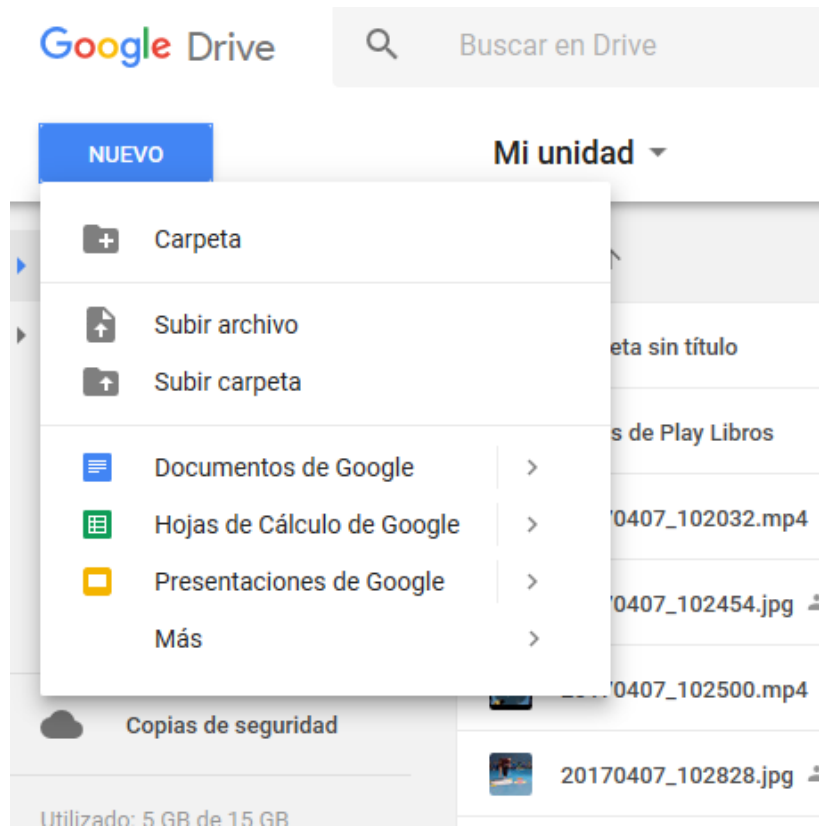 Google Drive
Buscar en Drive
NUEVO
Mi unidad
Carpeta
Subir archivo
eta sin título
Subir carpeta
s de Play Libros
Documentos de Google
Hojas de Cálculo de Google
0407_102032.mp4
Presentaciones de Google
0407_102454.jpg
Más
0407_102500.mp4
Copias de seguridad
20170407_102828.jpg
Utilizado: 5 GB de 15 GB